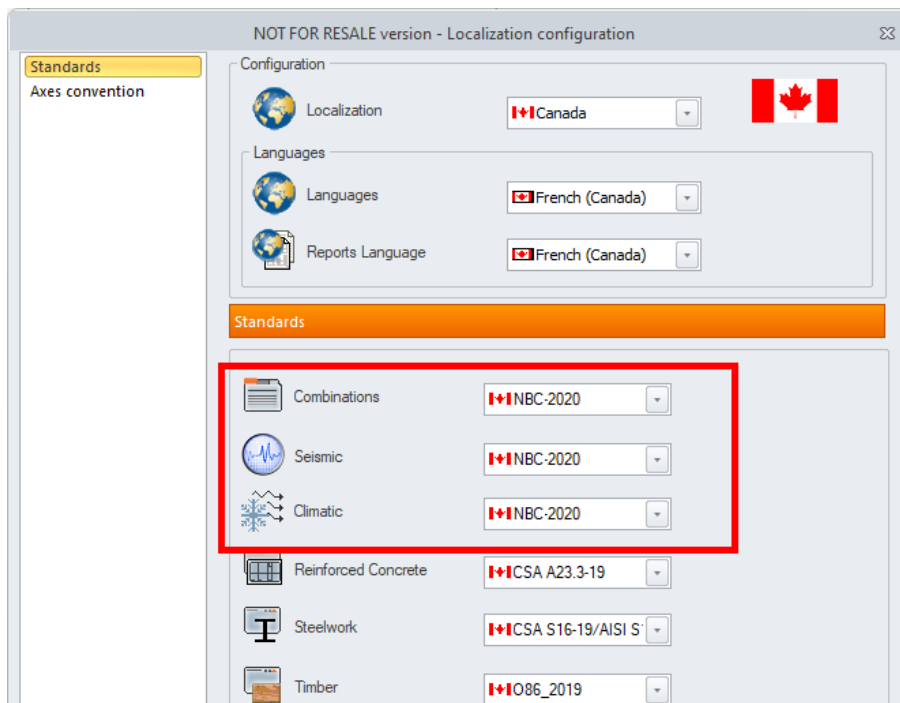 NOT FOR RESALE version - Localization configuration
Standards
Axes convention
Configuration
Localization
Canada
Languages
Languages
French (Canada)
Reports Language
French (Canada)
Standards
Combinations
NBC-2020
Seismic
NBC-2020
Climatic
NBC-2020
Reinforced Concrete
CSA A23.3-19
Steelwork
CSA S16-19/AISI S
Timber
O86_2019